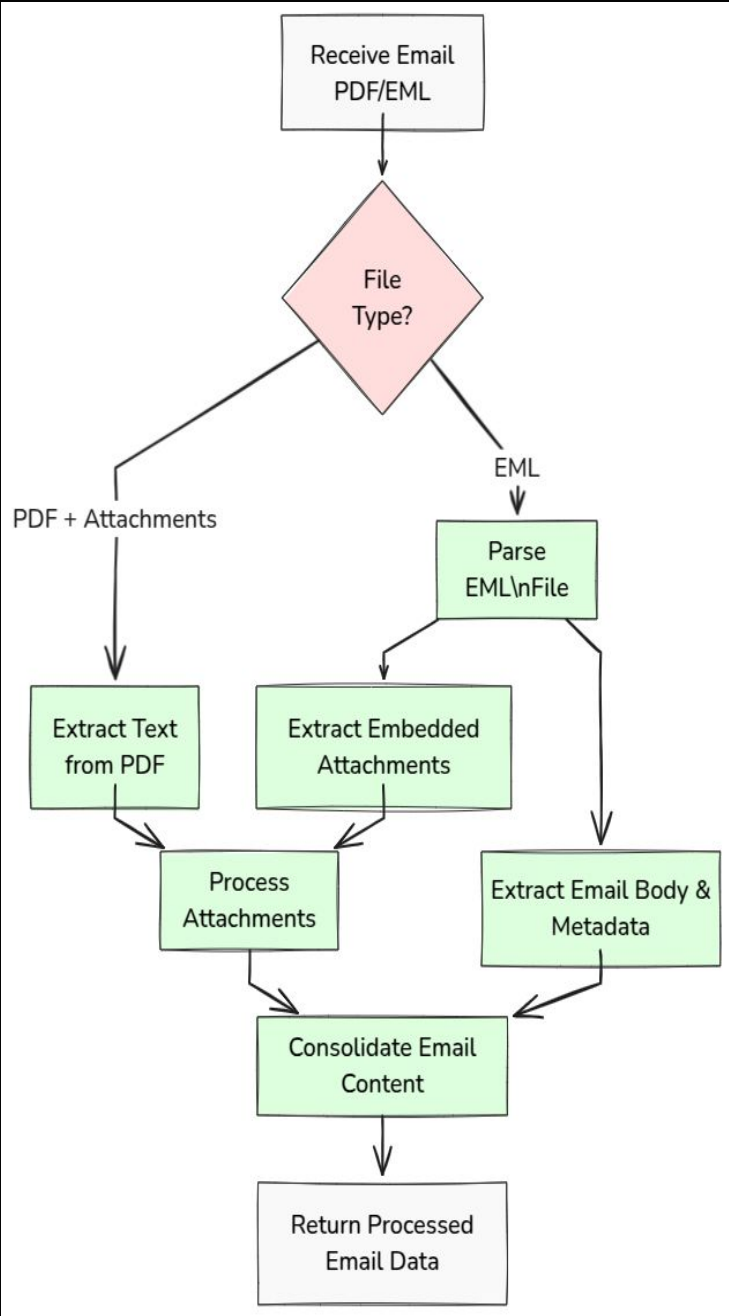 Receive Email
PDF/EML
File
Type?
EML
PDF + Attachments
Parse
EML\nFile
Extract Text
from PDF
Extract Embedded
Attachments
Process
Attachments
Extract Email Body &
Metadata
Consolidate Email
Content
Return Processed
Email Data